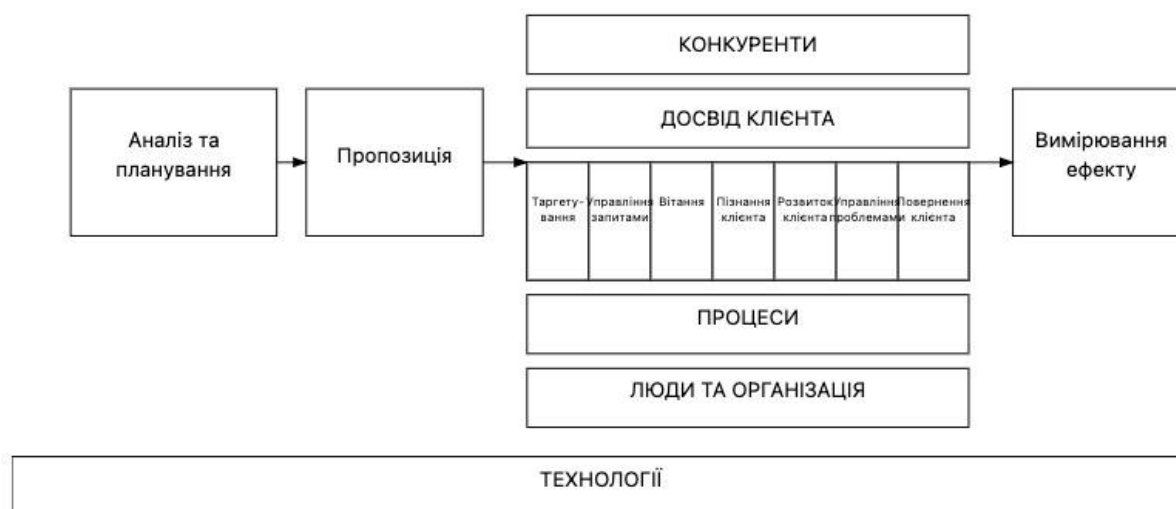 КОНКУРЕНТИ
ДОСВІД КЛІЄНТА
Аналіз та
планування
Пропозиція
Вимірювання
ефекту
Таргету-
вання
Управління
запитами
Вітання
Пізнання
клієнта
Розвиток
клієнта
Управління
проблемами
Повернення
клієнта
ПРОЦЕСИ
ЛЮДИ ТА ОРГАНІЗАЦІЯ
ТЕХНОЛОГІЇ